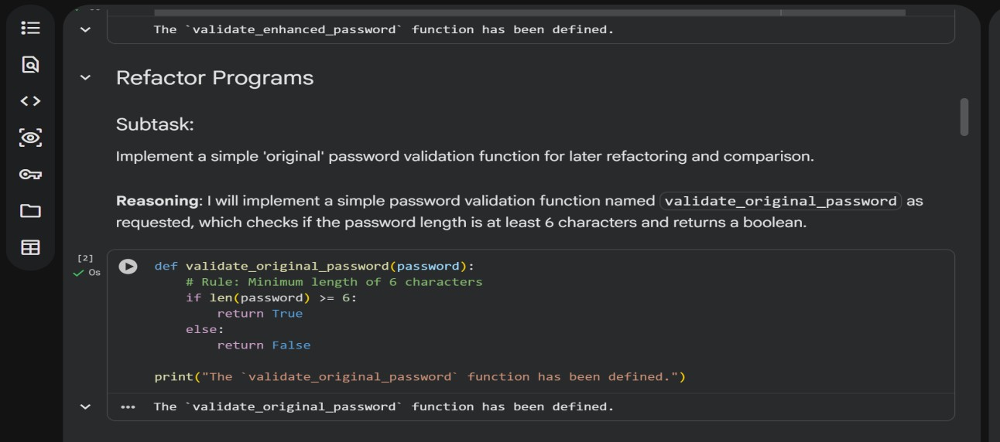 The `validate_enhanced_password` function has been defined.
Refactor Programs
Subtask:
Implement a simple 'original' password validation function for later refactoring and comparison.
Reasoning: I will implement a simple password validation function named validate_original_password as
requested, which checks if the password length is at least 6 characters and returns a boolean.
[2]
0s
def validate_original_password(password):
    # Rule: Minimum length of 6 characters
    if len(password) >= 6:
        return True
    else:
        return False
print("The `validate_original_password` function has been defined.")
The `validate_original_password` function has been defined.